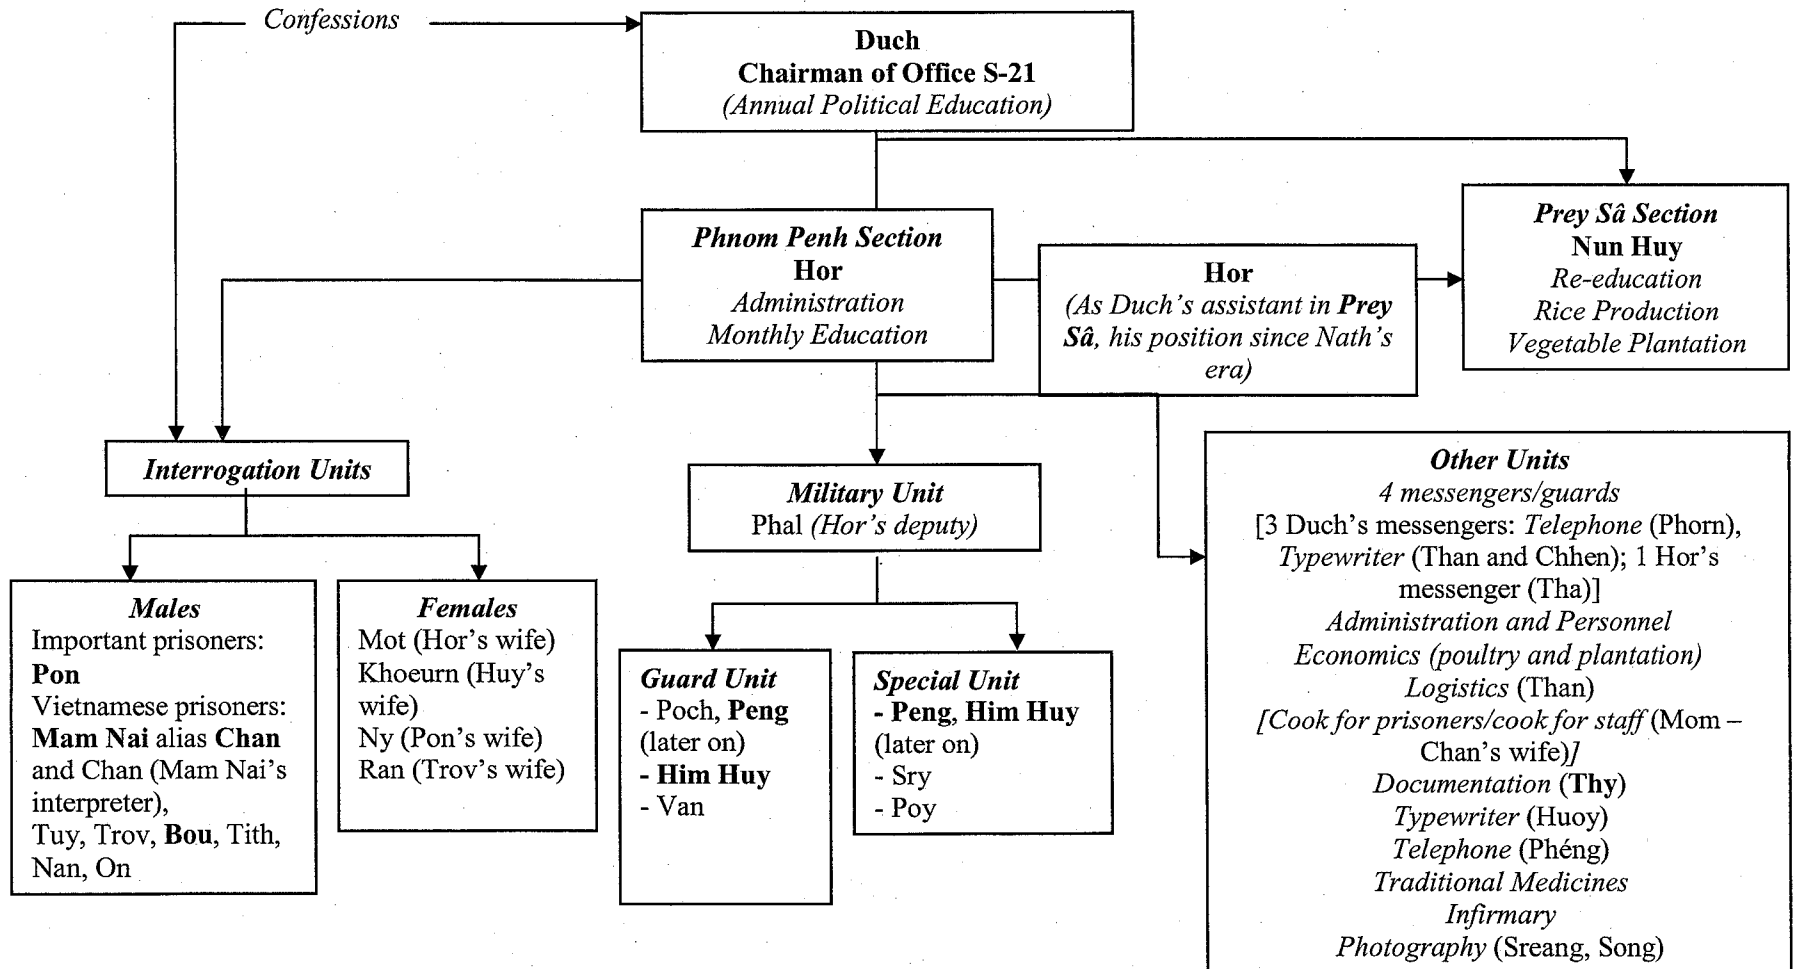 Confessions
Duch
Chairman of Office S-21
(Annual Political Education)
Phnom Penh Section
Hor
Administration
Monthly Education
Hor
(As Duch's assistant in Prey
Sâ, his position since Nath's
era)
Prey Sâ Section
Nun Huy
Re-education
Rice Production
Vegetable Plantation
Interrogation Units
Military Unit
Phal (Hor's deputy)
Males
Important prisoners:
Pon
Vietnamese prisoners:
Mam Nai alias Chan
and Chan (Mam Nai's
interpreter),
Tuy, Trov, Bou, Tith,
Nan, On
Females
Mot (Hor's wife)
Khoeurn (Huy's
wife)
Ny (Pon's wife)
Ran (Trov's wife)
Guard Unit
- Poch, Peng
(later on)
- Him Huy
- Van
Special Unit
- Peng, Him Huy
(later on)
- Sry
- Poy
Other Units
4 messengers/guards
[3 Duch's messengers: Telephone (Phorn),
Typewriter (Than and Chhen); 1 Hor's
messenger (Tha)]
Administration and Personnel
Economics (poultry and plantation)
Logistics (Than)
[Cook for prisoners/cook for staff (Mom –
Chan's wife)]
Documentation (Thy)
Typewriter (Huoy)
Telephone (Phéng)
Traditional Medicines
Infirmary
Photography (Sreang, Song)